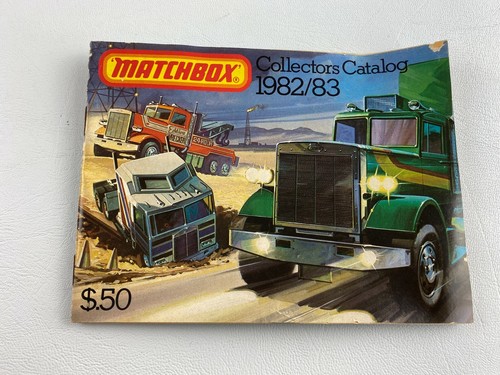 MATCHBOX
Collectors Catalog
1982/83
$.50